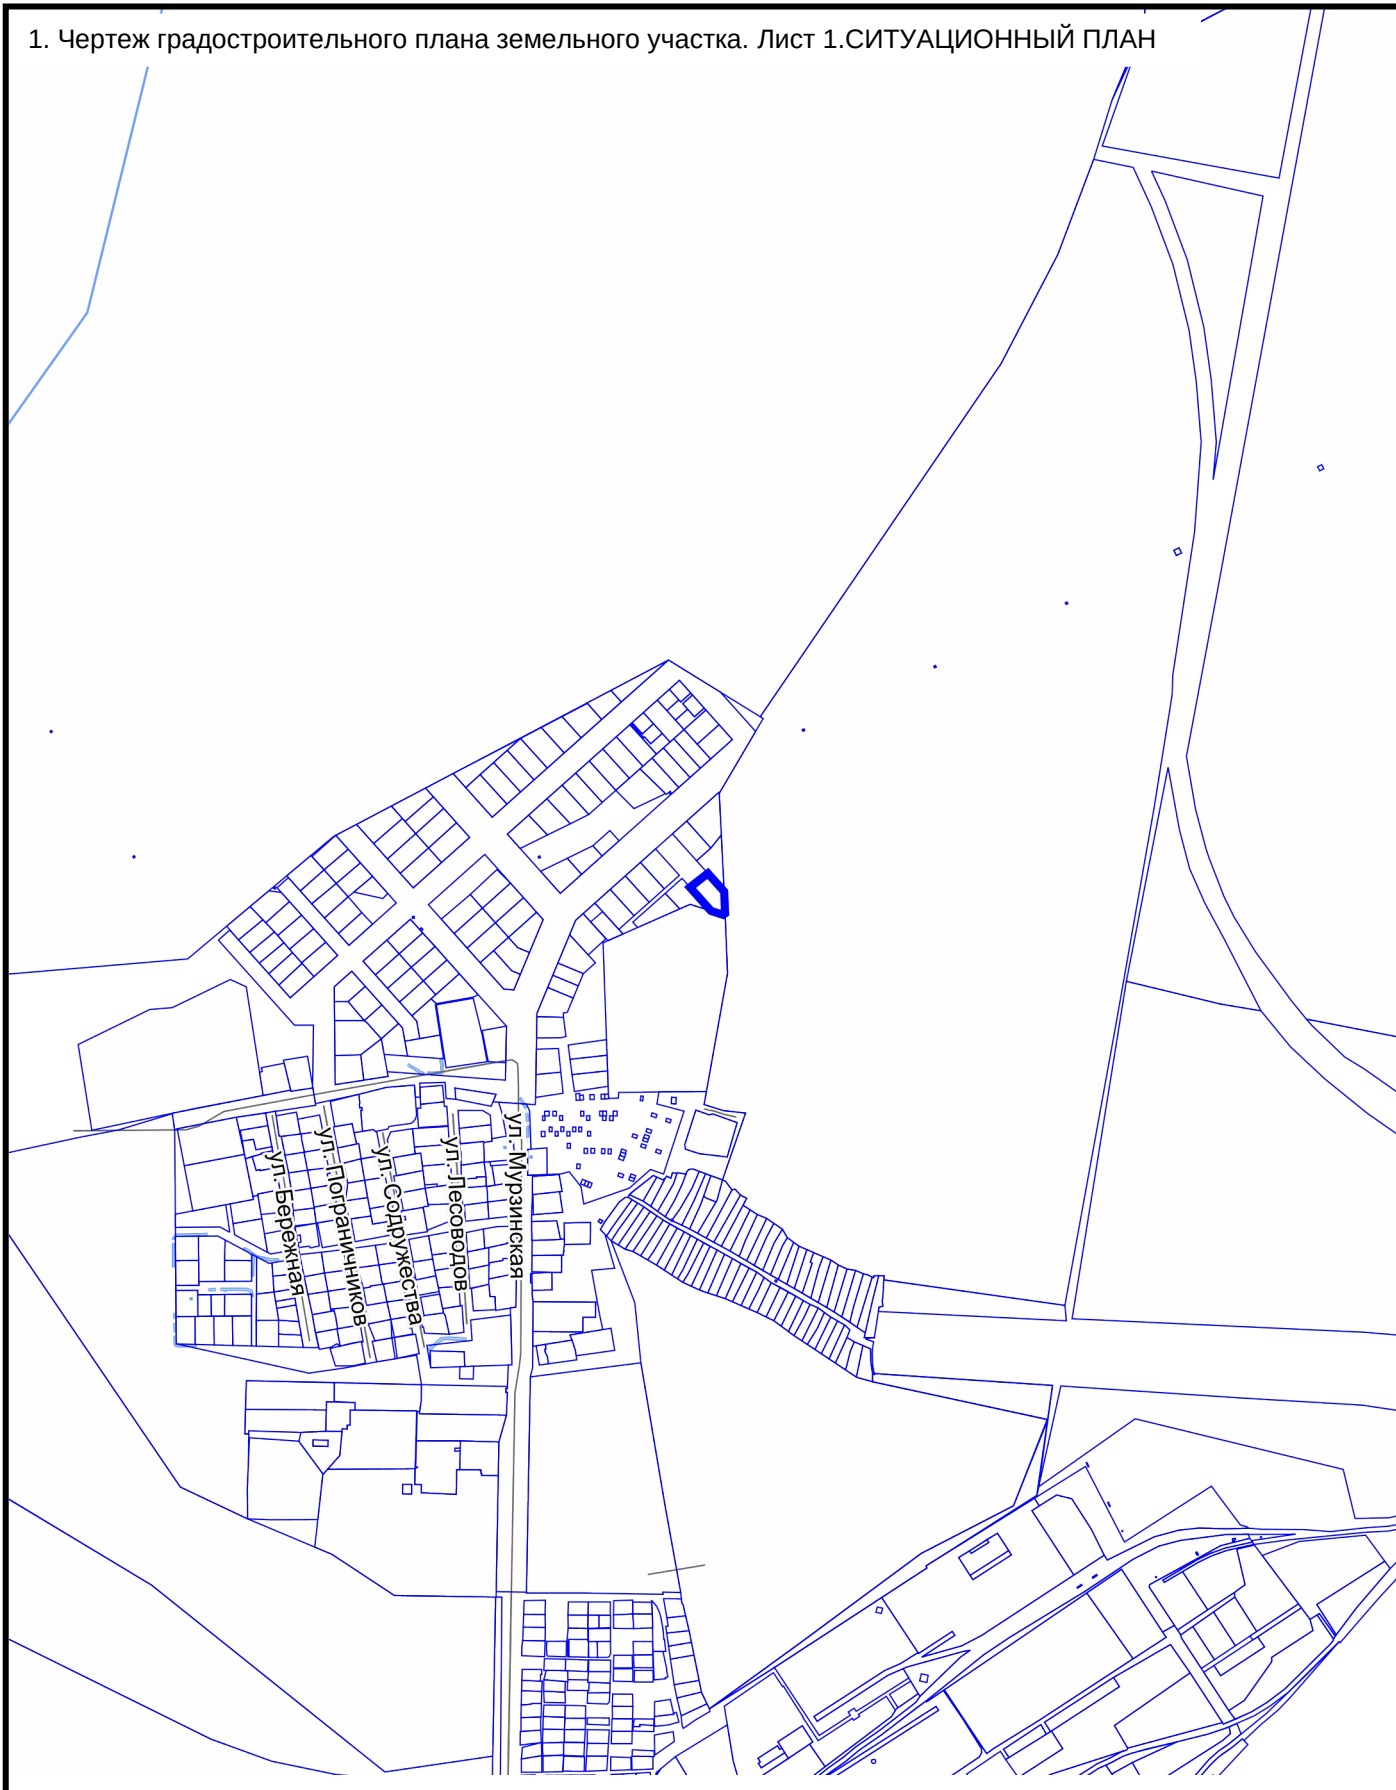 1. Чертеж градостроительного плана земельного участка. Лист 1.СИТУАЦИОННЫЙ ПЛАН
ул. Мурзинская
ул. Пограничников
ул. Лесоводов
ул. Содружества
ул. Бережная